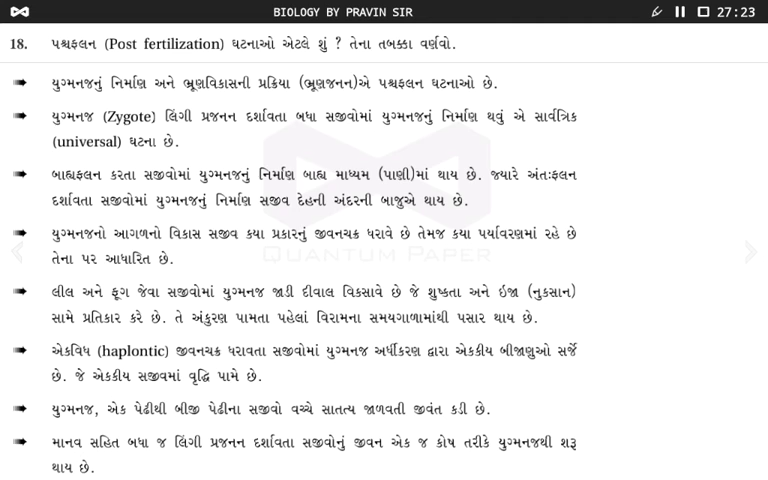 BIOLOGY BY PRAVIN SIR
27:23
18. પશ્ચફલન (Post fertilization) ઘટનાઓ એટલે શું ? તેના તબક્કા વર્ણવો.
➠ યુગ્મનજનું નિર્માણ અને ભ્રૂણવિકાસની પ્રક્રિયા (ભ્રૂણજનન)એ પશ્ચફલન ઘટનાઓ છે.
➠ યુગ્મનજ (Zygote) લિંગી પ્રજનન દર્શાવતા બધા સજીવોમાં યુગ્મનજનું નિર્માણ થવું એ સાર્વત્રિક
(universal) ઘટના છે.
➠ બાહ્યફલન કરતા સજીવોમાં યુગ્મનજનું નિર્માણ બાહ્ય માધ્યમ (પાણી)માં થાય છે. જ્યારે અંતઃફલન
દર્શાવતા સજીવોમાં યુગ્મનજનું નિર્માણ સજીવ દેહની અંદરની બાજુએ થાય છે.
➠ યુગ્મનજનો આગળનો વિકાસ સજીવ કયા પ્રકારનું જીવનચક્ર ધરાવે છે તેમજ કયા પર્યાવરણમાં રહે છે
તેના પર આધારિત છે.
QUANTUM PAPER
➠ લીલ અને ફૂગ જેવા સજીવોમાં યુગ્મનજ જાડી દીવાલ વિકસાવે છે જે શુષ્કતા અને ઇજા (નુકસાન)
સામે પ્રતિકાર કરે છે. તે અંકુરણ પામતા પહેલાં વિરામના સમયગાળામાંથી પસાર થાય છે.
➠ એકવિધ (haplontic) જીવનચક્ર ધરાવતા સજીવોમાં યુગ્મનજ અર્ધીકરણ દ્વારા એકકીય બીજાણુઓ સર્જે
છે. જે એકકીય સજીવમાં વૃદ્ધિ પામે છે.
➠ યુગ્મનજ, એક પેઢીથી બીજી પેઢીના સજીવો વચ્ચે સાતત્ય જાળવતી જીવંત કડી છે.
➠ માનવ સહિત બધા જ લિંગી પ્રજનન દર્શાવતા સજીવોનું જીવન એક જ કોષ તરીકે યુગ્મનજથી શરૂ
થાય છે.